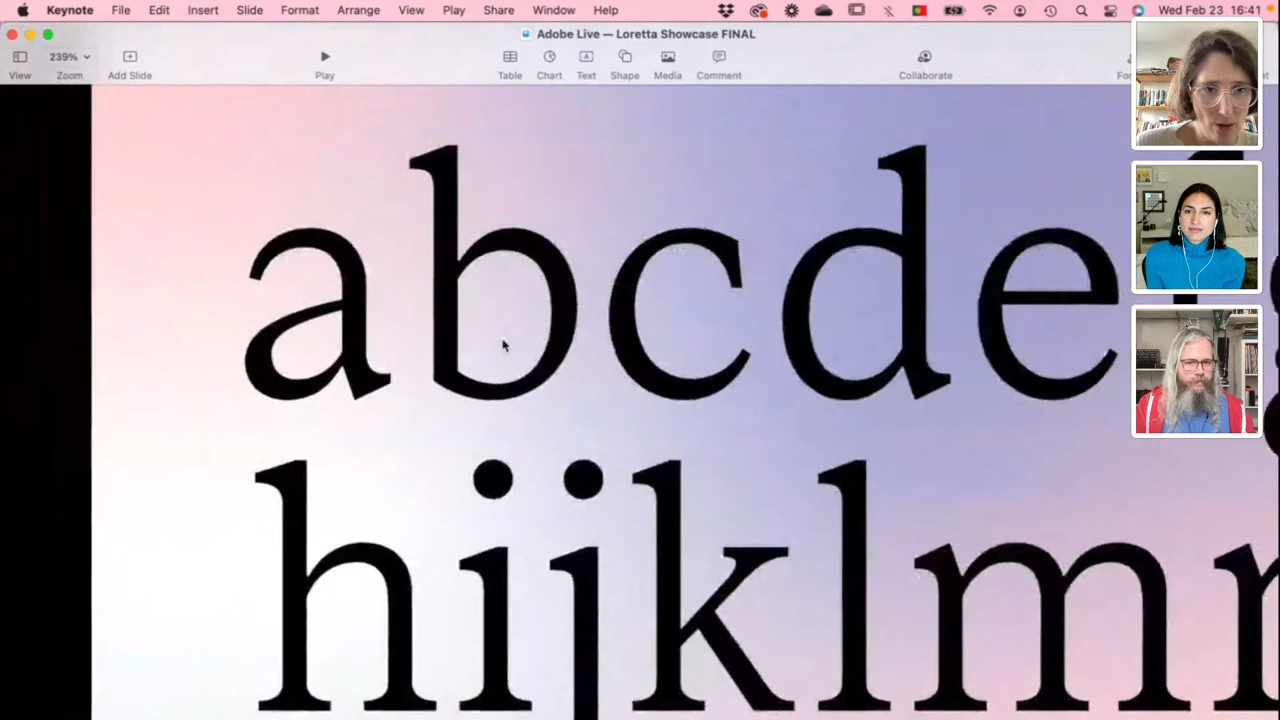 Keynote File Edit Insert Slide Format Arrange View Play Share Window Help Wed Feb 23 16:41
Adobe Live — Loretta Showcase FINAL
239%
View Zoom Add Slide Play Table Chart Text Shape Media Comment Collaborate
abcde
hijklm